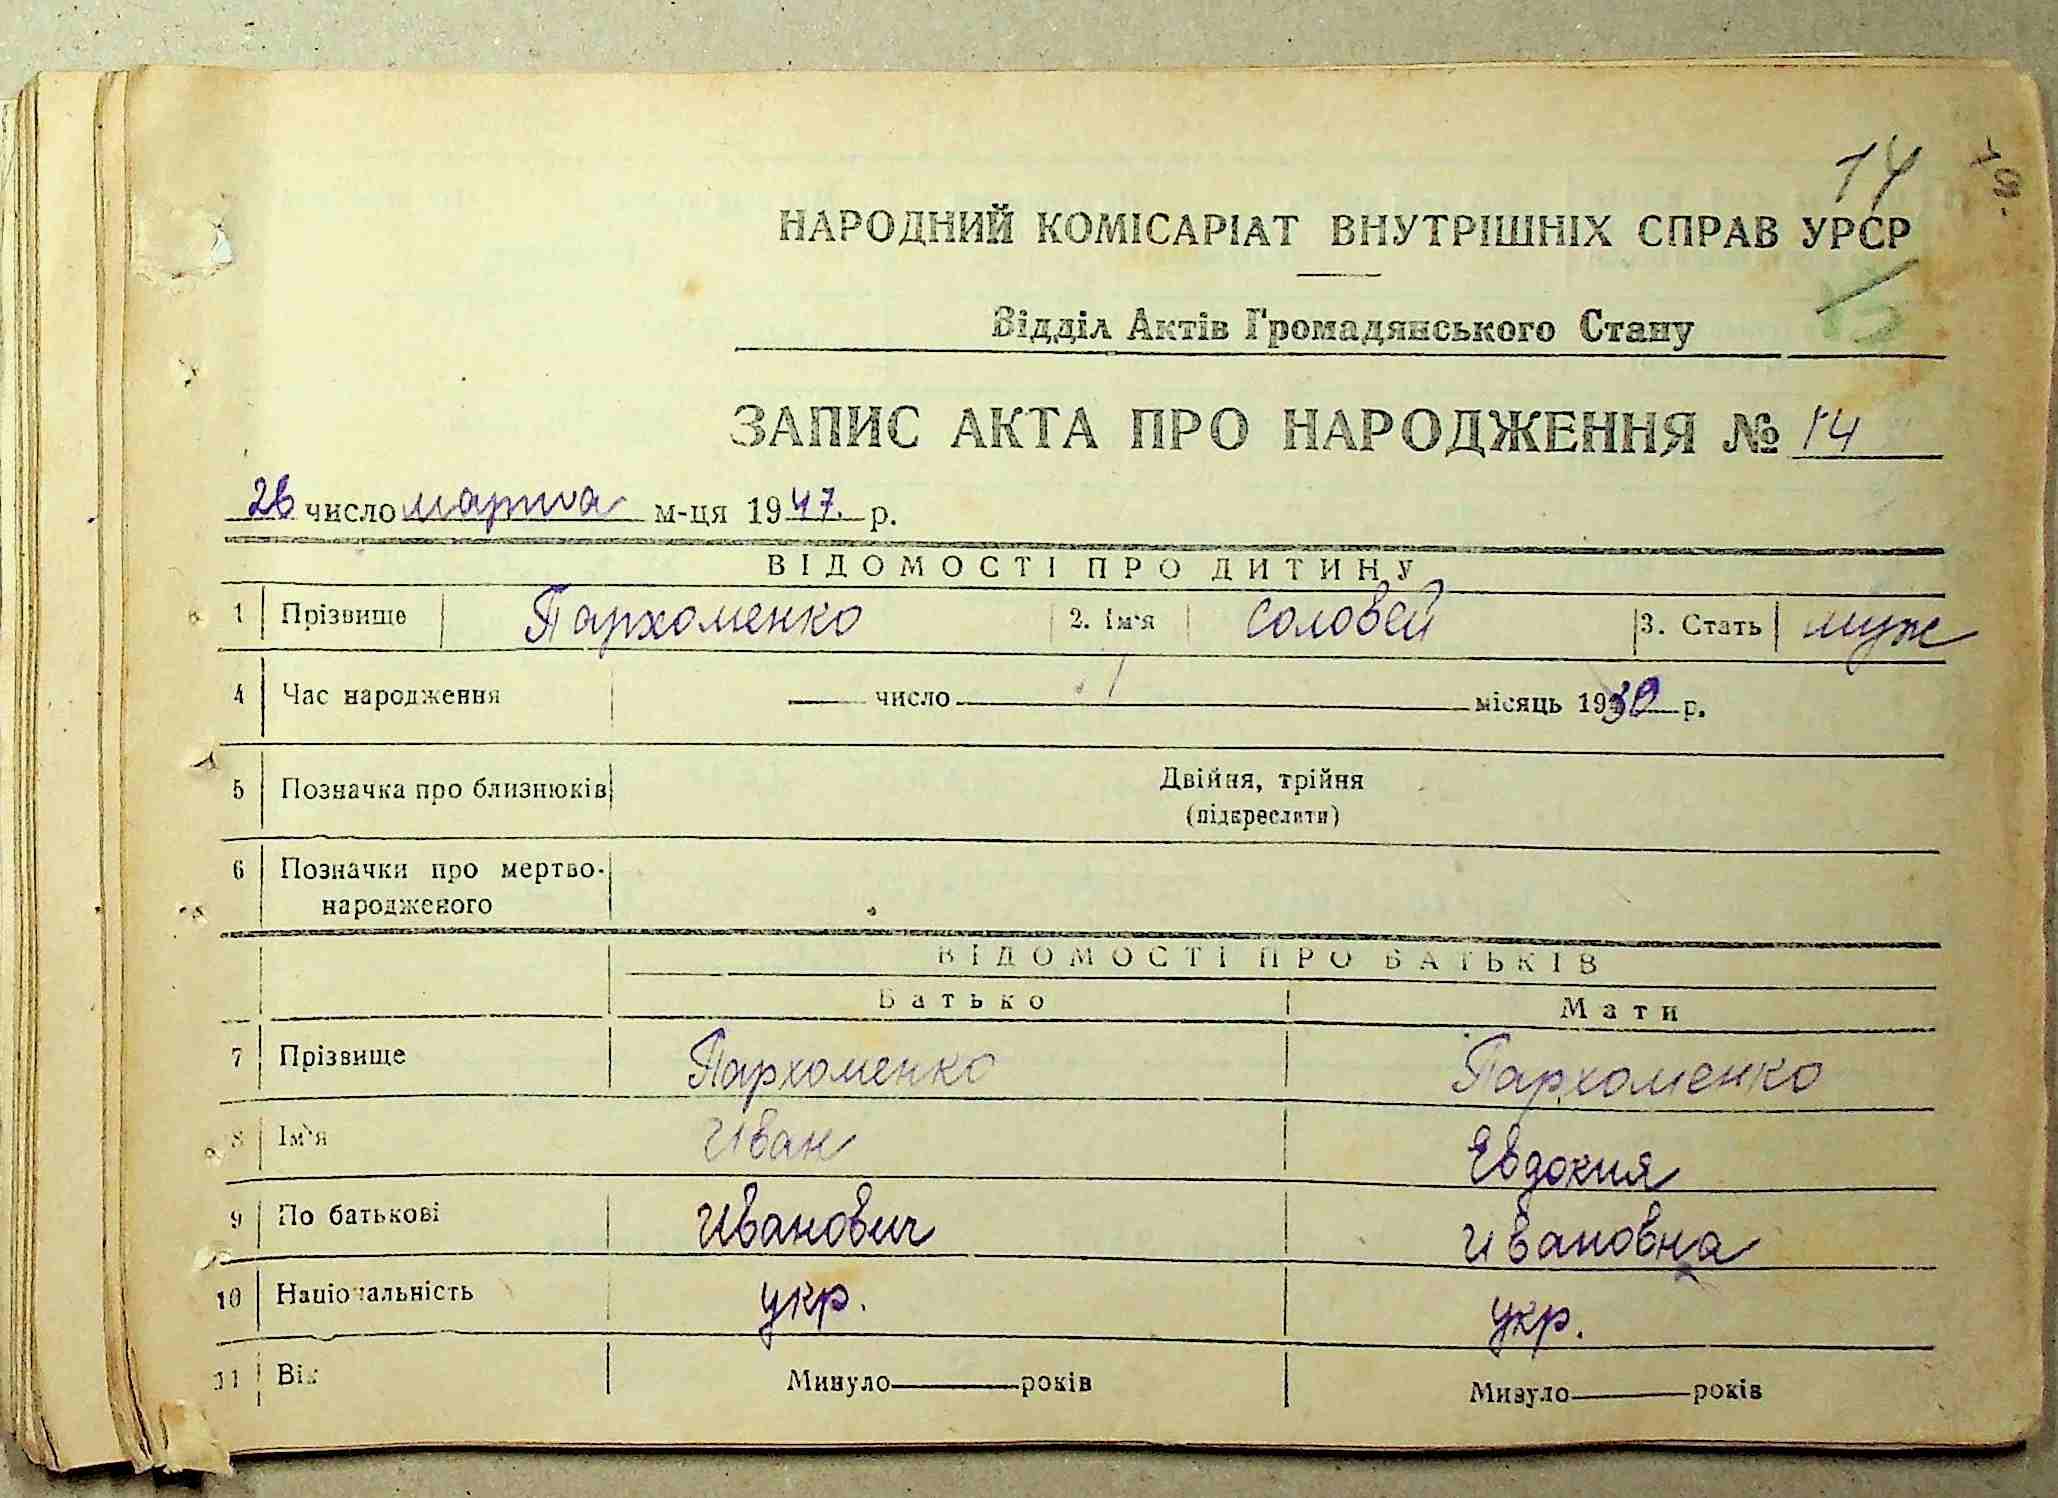 14
19.
НАРОДНИЙ КОМІСАРІАТ ВНУТРІШНІХ СПРАВ УРСР
Відділ Актів Громадянського Стану
ЗАПИС АКТА ПРО НАРОДЖЕННЯ № 14
26 число марта м-ця 1947. р.
ВІДОМОСТІ ПРО ДИТИНУ
1 Прізвище Пархоменко 2. Ім'я Соловей 3. Стать муж
4 Час народження число місяць 1930 р.
5 Позначка про близнюків Двійня, трійня
(підкреслити)
6 Позначки про мертво-
народженого
ВІДОМОСТІ ПРО БАТЬКІВ
Батько Мати
7 Прізвище Пархоменко Пархоменко
8 Ім'я Иван Евдокия
9 По батькові Иванович Ивановна
10 Національність укр. укр.
11 Вік Минуло років Минуло років